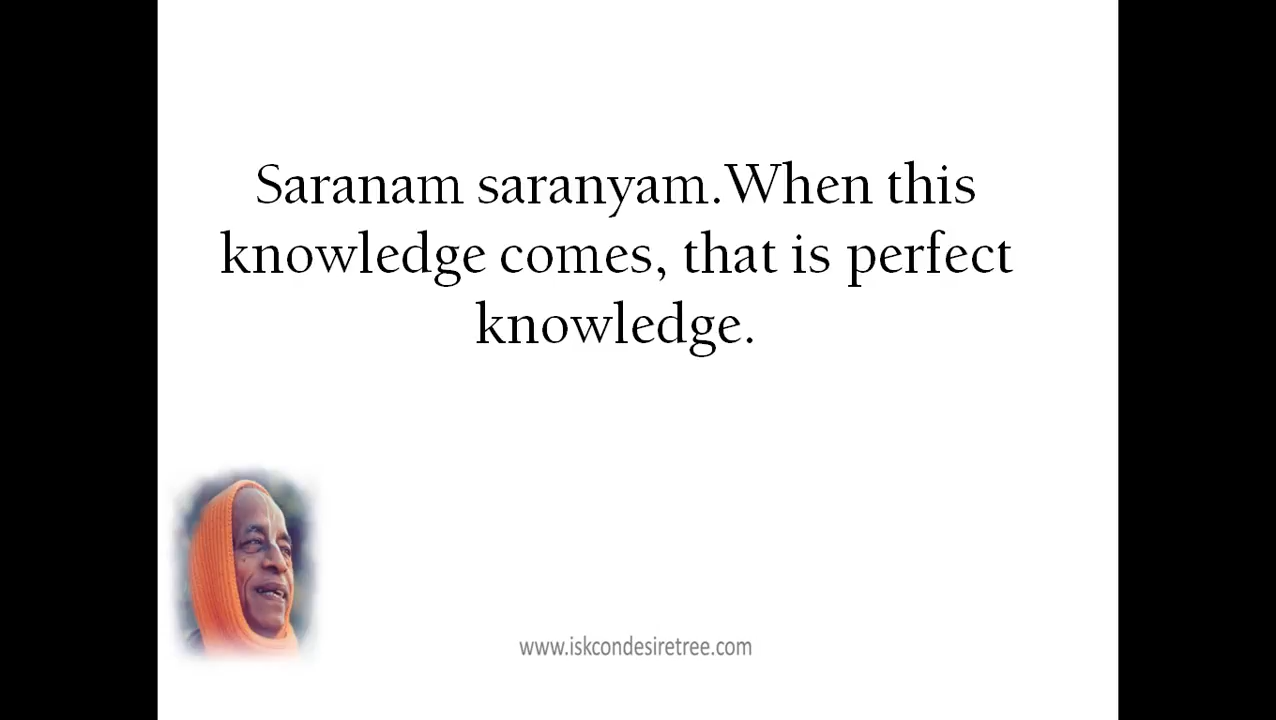 Saranam saranyam.When this
knowledge comes, that is perfect
knowledge.
www.iskcondesiretree.com